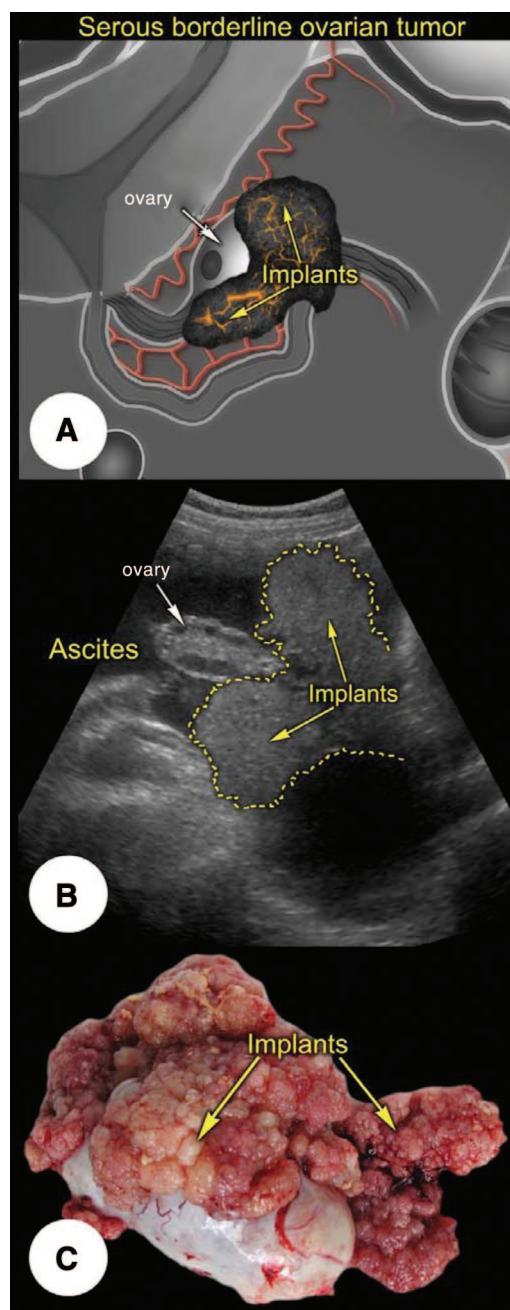 Serous borderline ovarian tumor
ovary
Implants
A
ovary
Ascites
Implants
B
Implants
C